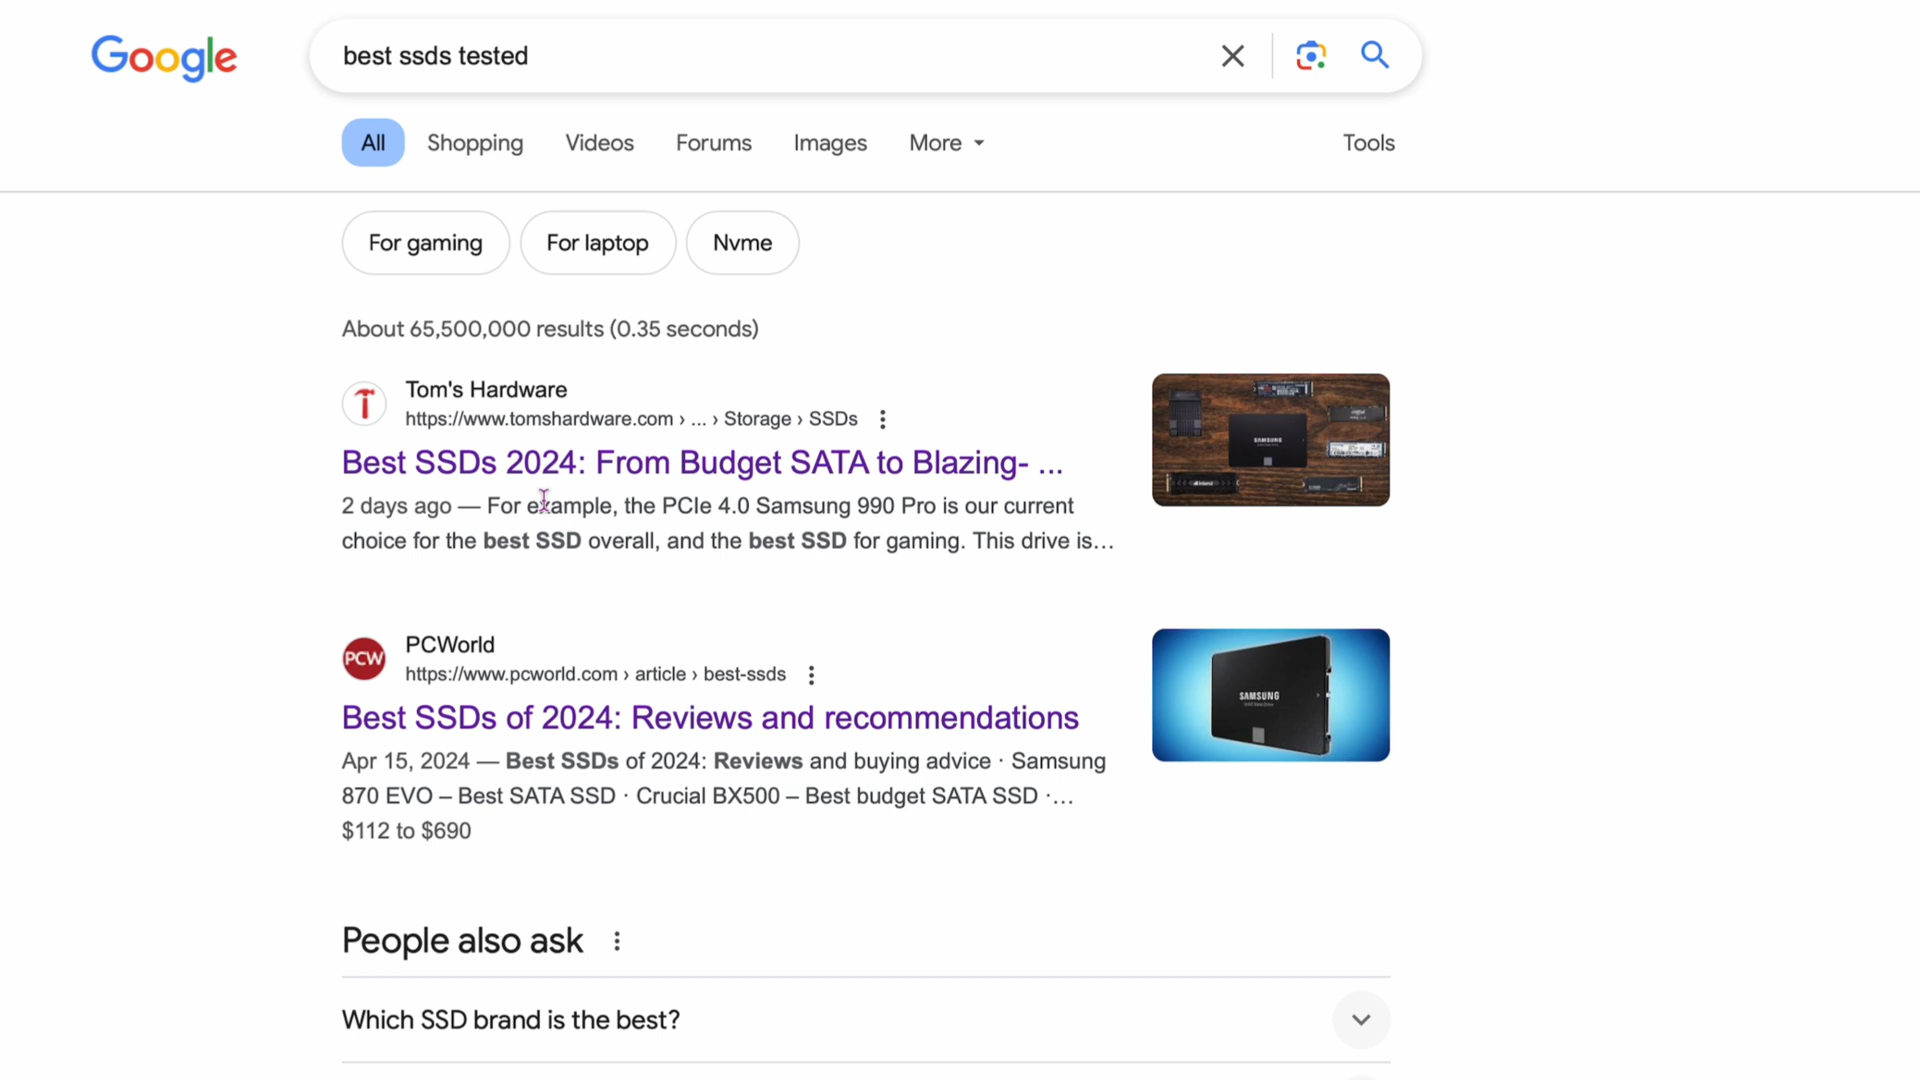 Google
best ssds tested
All Shopping Videos Forums Images More Tools
For gaming For laptop Nvme
About 65,500,000 results (0.35 seconds)
Tom's Hardware
https://www.tomshardware.com › ... › Storage › SSDs
Best SSDs 2024: From Budget SATA to Blazing- ...
2 days ago — For example, the PCIe 4.0 Samsung 990 Pro is our current
choice for the best SSD overall, and the best SSD for gaming. This drive is...
SAMSUNG
PCW
PCWorld
https://www.pcworld.com › article › best-ssds
Best SSDs of 2024: Reviews and recommendations
Apr 15, 2024 — Best SSDs of 2024: Reviews and buying advice · Samsung
870 EVO – Best SATA SSD · Crucial BX500 – Best budget SATA SSD ·...
$112 to $690
SAMSUNG
People also ask
Which SSD brand is the best?